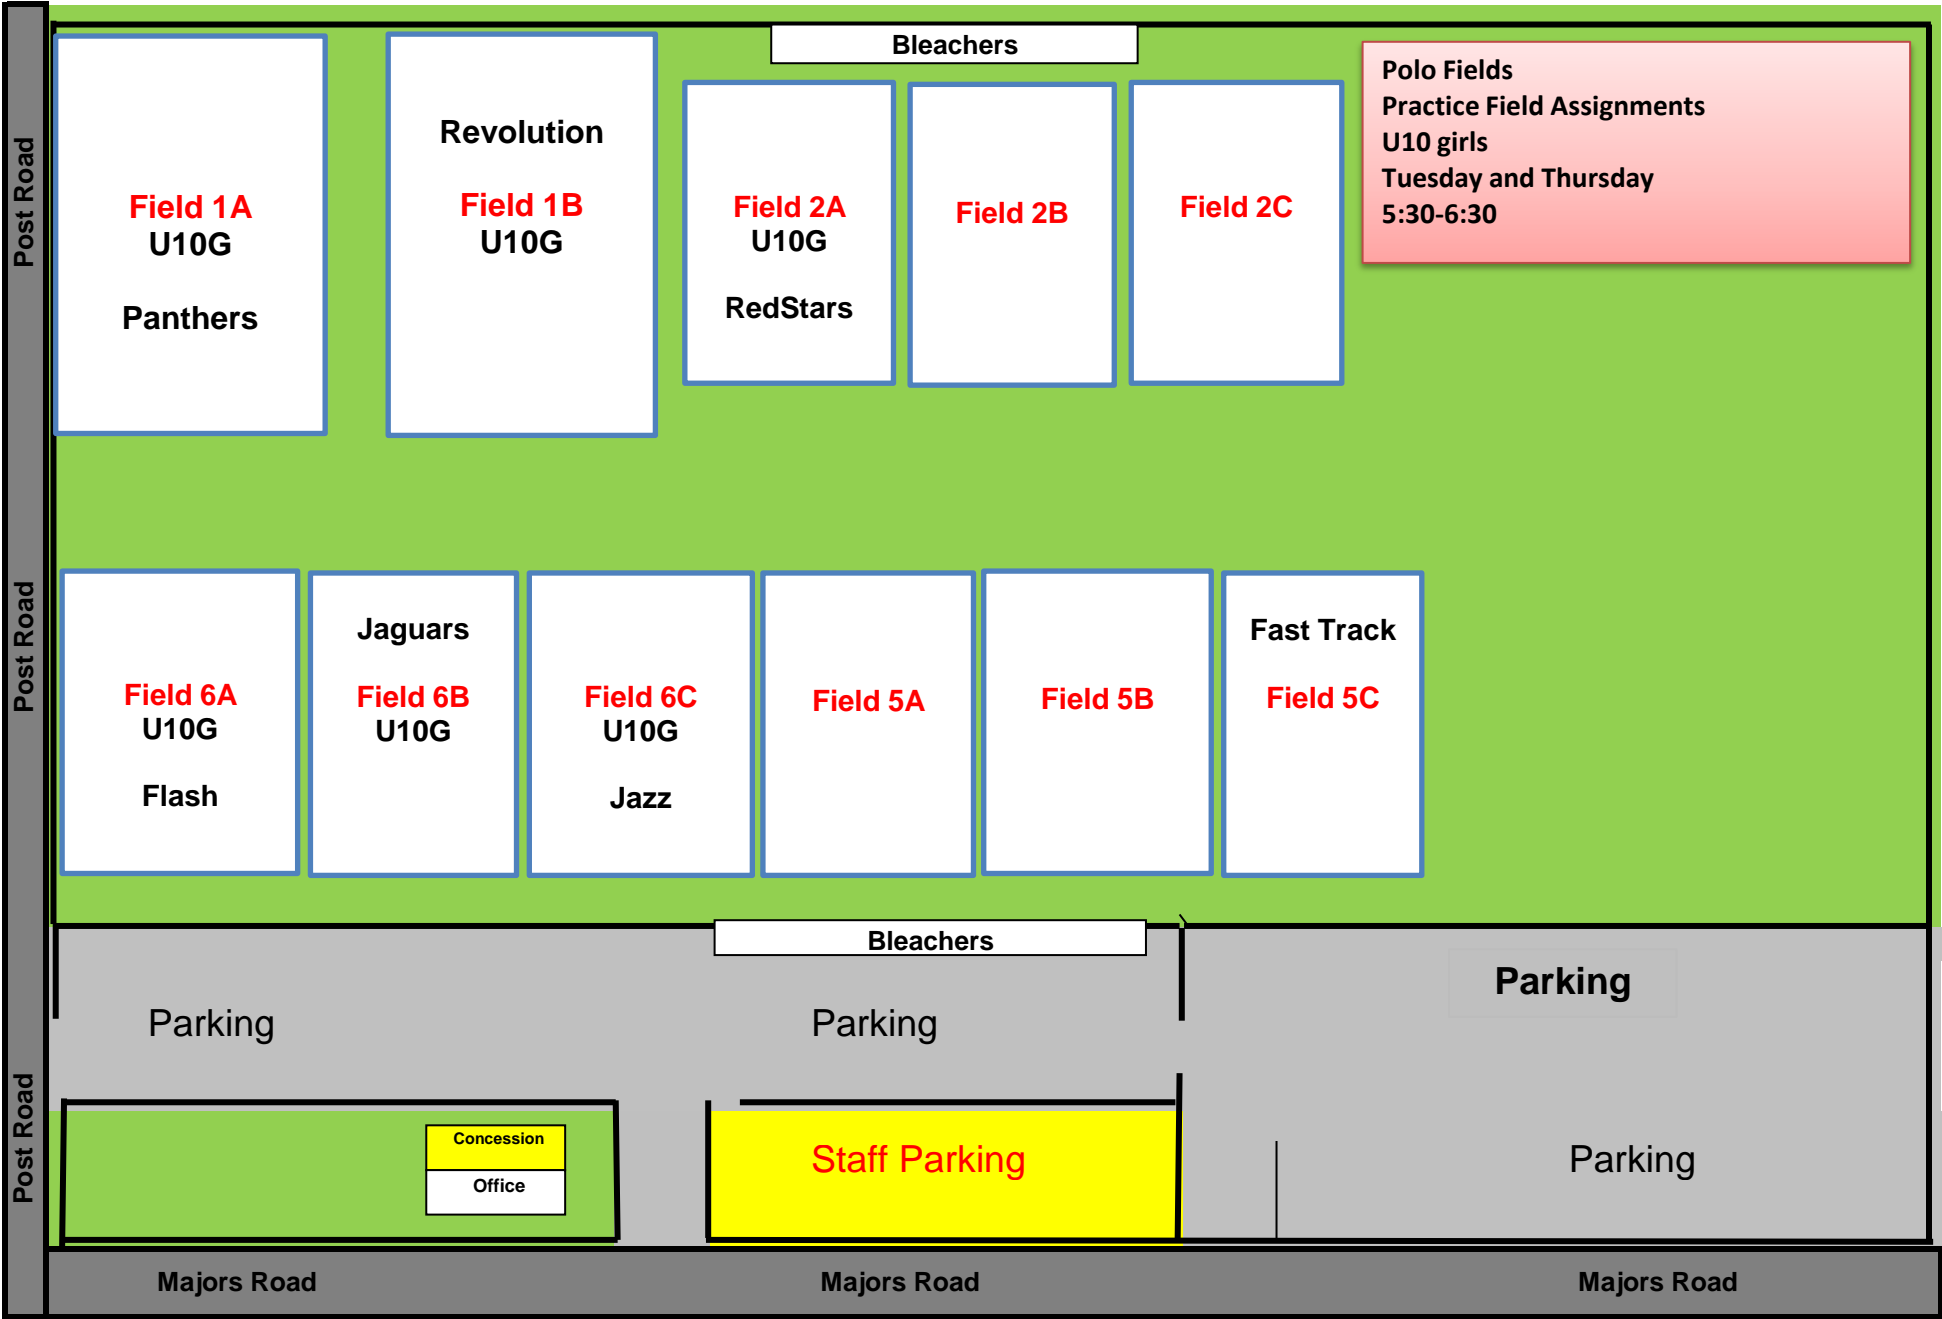 Bleachers
Polo Fields
Practice Field Assignments
U10 girls
Tuesday and Thursday
5:30-6:30
Post Road
Field 1A
U10G
Panthers
Revolution
Field 1B
U10G
Field 2A
U10G
RedStars
Field 2B
Field 2C
Post Road
Field 6A
U10G
Flash
Jaguars
Field 6B
U10G
Field 6C
U10G
Jazz
Field 5A
Field 5B
Fast Track
Field 5C
Bleachers
Parking
Parking
Parking
Post Road
Concession
Office
Staff Parking
Parking
Majors Road
Majors Road
Majors Road